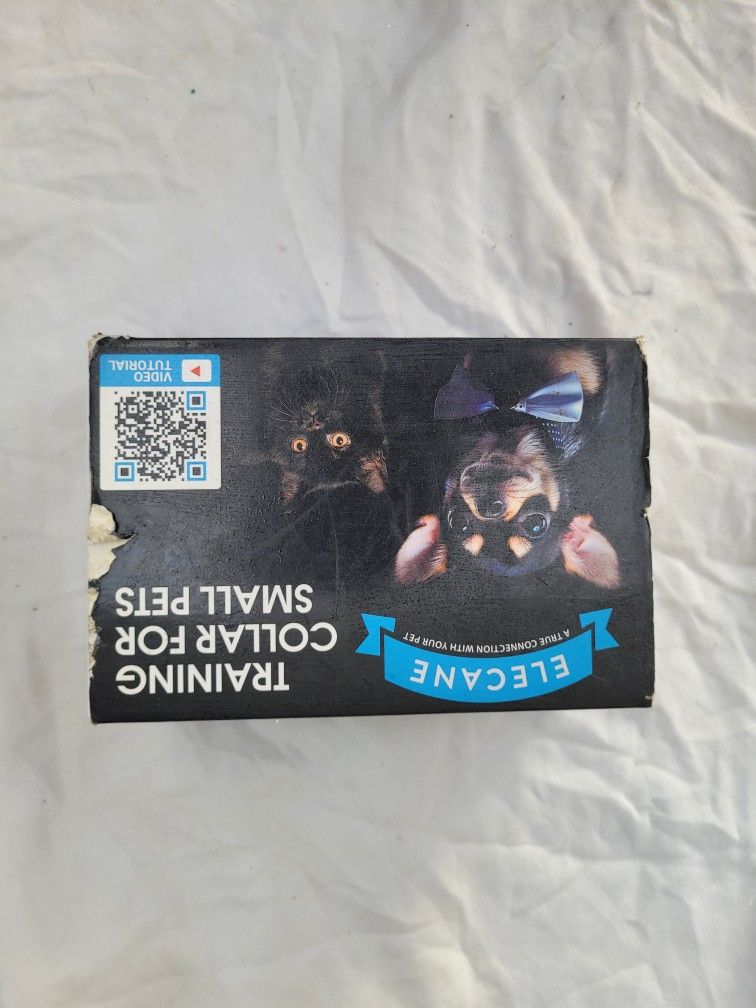 ELECANE
A TRUE CONNECTION WITH YOUR PET
TRAINING
COLLAR FOR
SMALL PETS
VIDEO
TUTORIAL